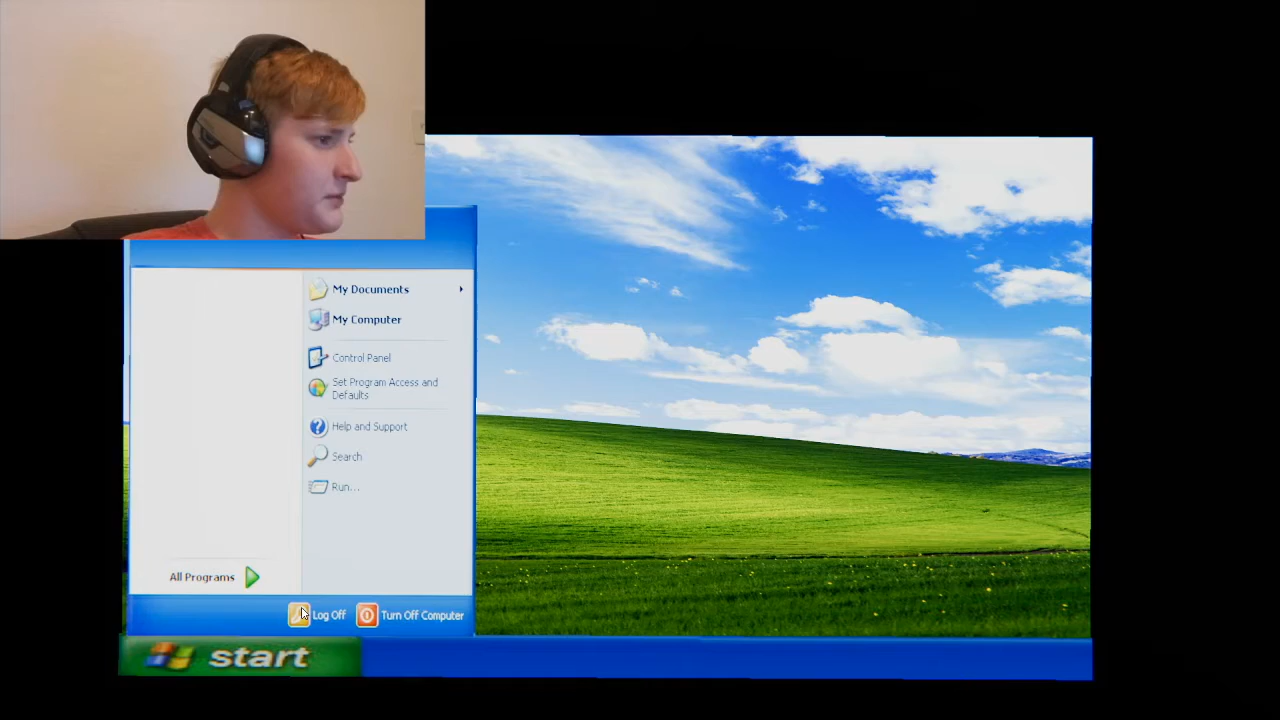 My Documents
My Computer
Control Panel
Set Program Access and
Defaults
Help and Support
Search
Run...
All Programs
Log Off
Turn Off Computer
start